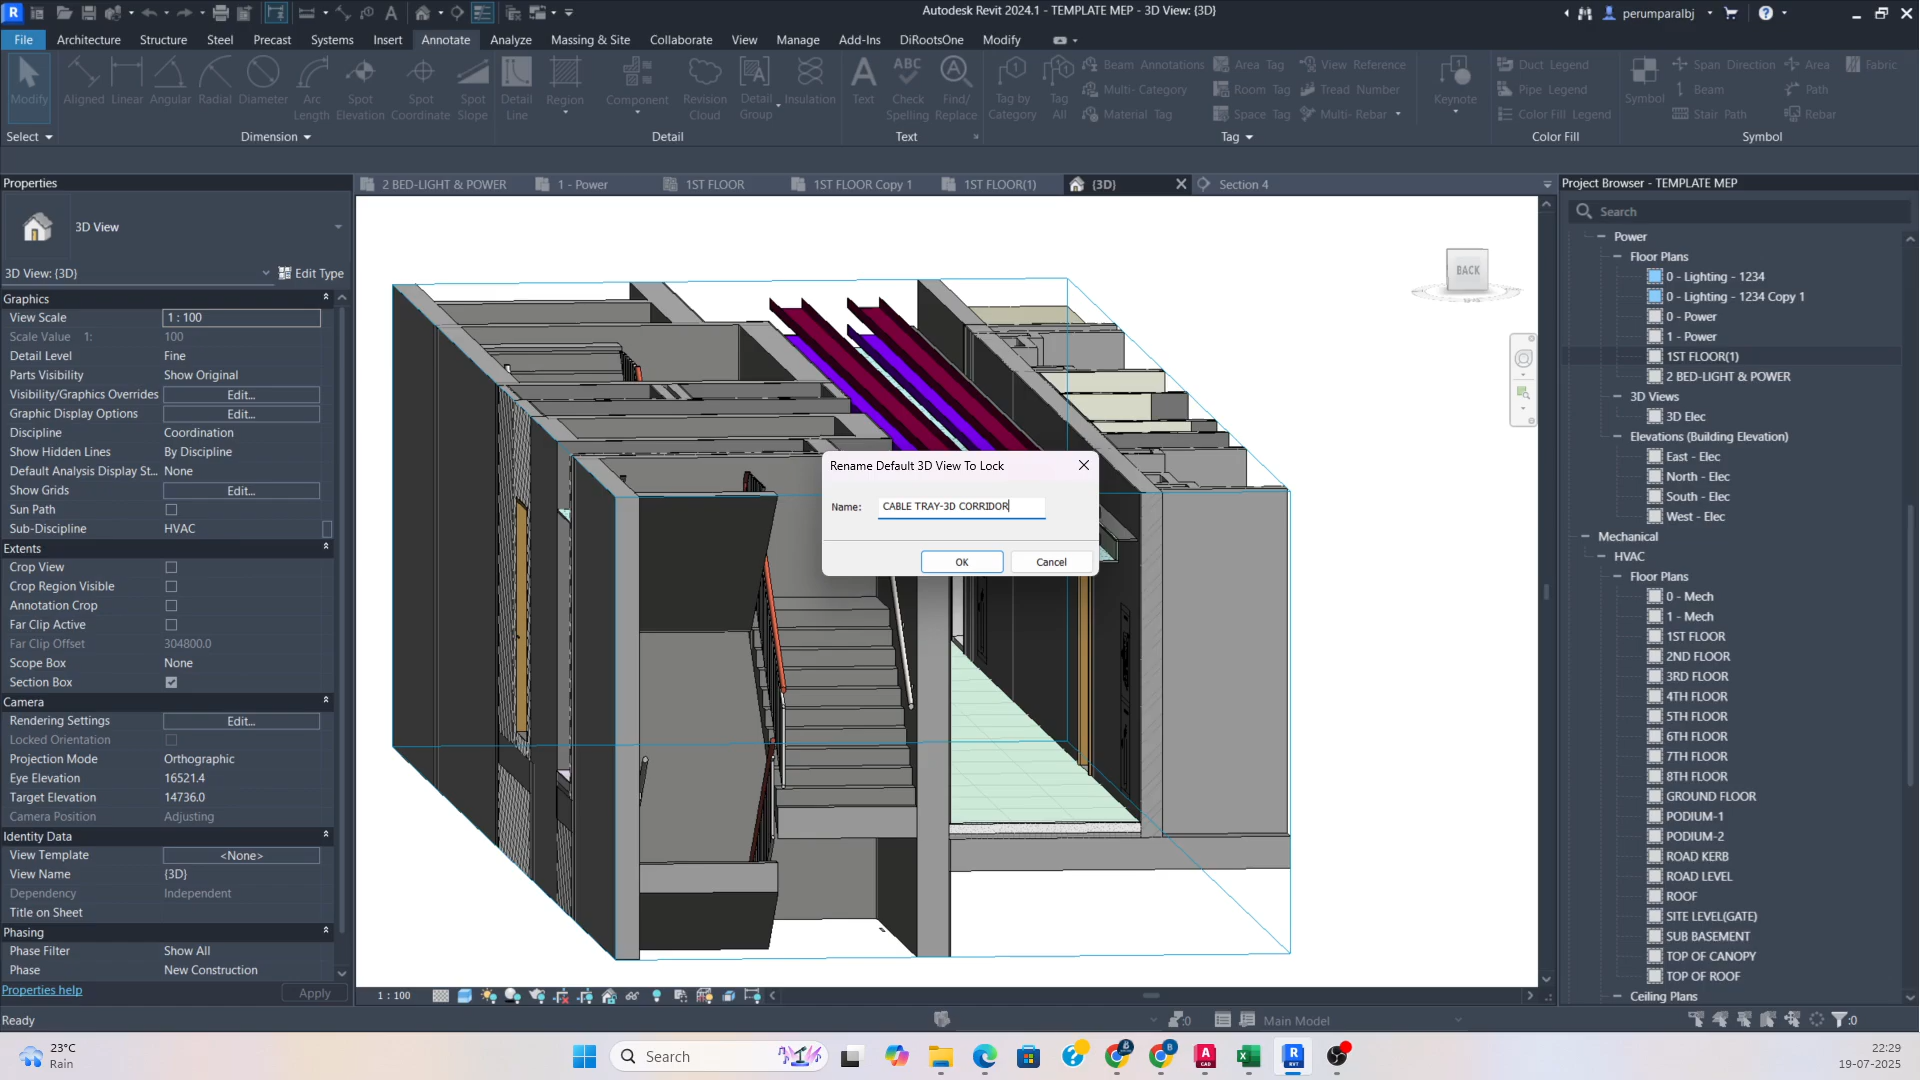 Autodesk Revit 2024.1 - TEMPLATE MEP - 3D View: {3D}
perumparalbj
File Architecture Structure Steel Precast Systems Insert Annotate Analyze Massing & Site Collaborate View Manage Add-Ins DiRootsOne Modify
Modify
Aligned Linear Angular Radial Diameter Arc Length Spot Elevation Spot Coordinate Spot Slope
Detail Line Region Component Revision Cloud Detail Group Insulation
Text Check Spelling Find/ Replace
Tag by Category Tag All
Beam Annotations Area Tag View Reference
Multi- Category Room Tag Tread Number
Material Tag Space Tag Multi- Rebar
Keynote
Duct Legend
Pipe Legend
Color Fill Legend
Symbol
Span Direction Area Fabric
Beam Path
Stair Path Rebar
Select Dimension Detail Text Tag Color Fill Symbol
Properties
3D View
3D View: {3D} Edit Type
Graphics
View Scale 1 : 100
Scale Value 1: 100
Detail Level Fine
Parts Visibility Show Original
Visibility/Graphics Overrides Edit...
Graphic Display Options Edit...
Discipline Coordination
Show Hidden Lines By Discipline
Default Analysis Display St... None
Show Grids Edit...
Sun Path
Sub-Discipline HVAC
Extents
Crop View
Crop Region Visible
Annotation Crop
Far Clip Active
Far Clip Offset 304800.0
Scope Box None
Section Box
Camera
Rendering Settings Edit...
Locked Orientation
Projection Mode Orthographic
Eye Elevation 16521.4
Target Elevation 14736.0
Camera Position Adjusting
Identity Data
View Template <None>
View Name {3D}
Dependency Independent
Title on Sheet
Phasing
Phase Filter Show All
Phase New Construction
Properties help Apply
2 BED-LIGHT & POWER 1 - Power 1ST FLOOR 1ST FLOOR Copy 1 1ST FLOOR(1) {3D} Section 4
BACK
Rename Default 3D View To Lock
Name: CABLE TRAY-3D CORRIDOR
OK Cancel
1 : 100
Project Browser - TEMPLATE MEP
Search
Power
Floor Plans
0 - Lighting - 1234
0 - Lighting - 1234 Copy 1
0 - Power
1 - Power
1ST FLOOR(1)
2 BED-LIGHT & POWER
3D Views
3D Elec
Elevations (Building Elevation)
East - Elec
North - Elec
South - Elec
West - Elec
Mechanical
HVAC
Floor Plans
0 - Mech
1 - Mech
1ST FLOOR
2ND FLOOR
3RD FLOOR
4TH FLOOR
5TH FLOOR
6TH FLOOR
7TH FLOOR
8TH FLOOR
GROUND FLOOR
PODIUM-1
PODIUM-2
ROAD KERB
ROAD LEVEL
ROOF
SITE LEVEL(GATE)
SUB BASEMENT
TOP OF CANOPY
TOP OF ROOF
Ceiling Plans
Ready :0 Main Model :0
23°C
Rain
Search
22:29
19-07-2025